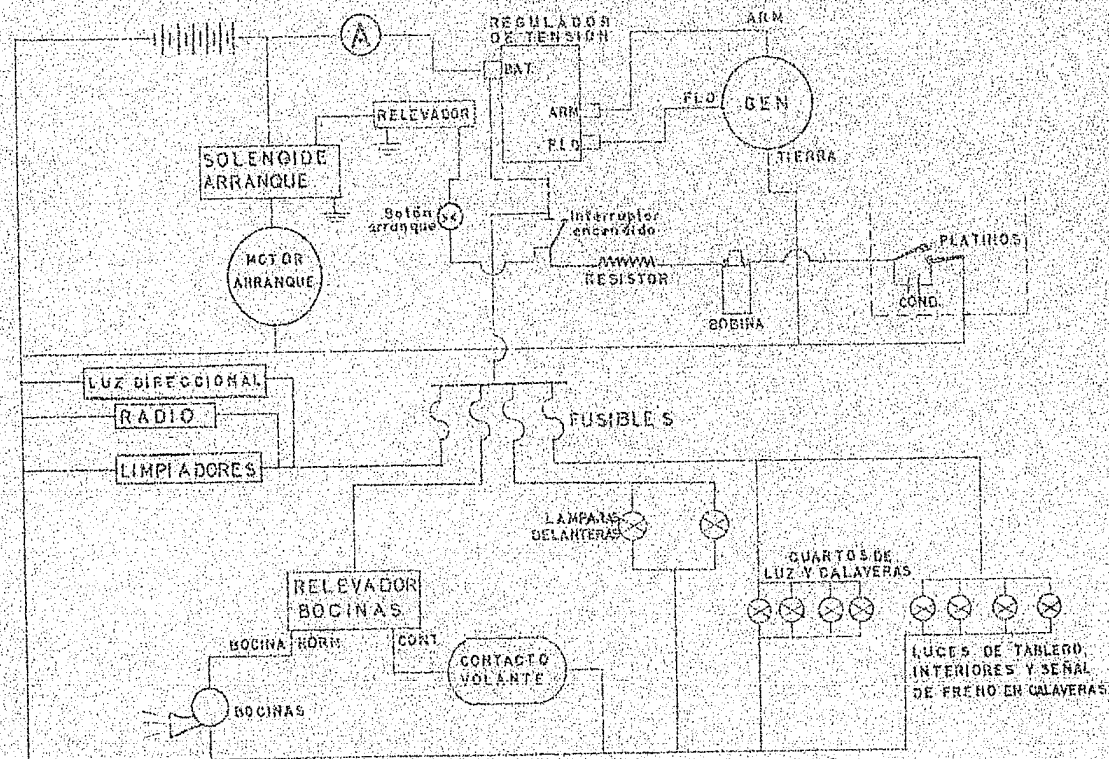 REGULADOR
DE TENSIÓN
ARM
A
BAT.
ARM
FLD
FLD
GEN
TIERRA
RELEVADOR
SOLENOIDE
ARRANQUE
Botón
arranque
Interruptor
encendido
MOTOR
ARRANQUE
RESISTOR
BOBINA
PLATINOS
COND.
LUZ DIRECCIONAL
RADIO
LIMPIADORES
FUSIBLES
LAMPARAS
DELANTERAS
CUARTOS DE
LUZ Y CALAVERAS
RELEVADOR
BOCINAS
BOCINA
HORN
CONT.
CONTACTO
VOLANTE
BOCINAS
LUCES DE TABLERO,
INTERIORES Y SEÑAL
DE FRENO EN CALAVERAS